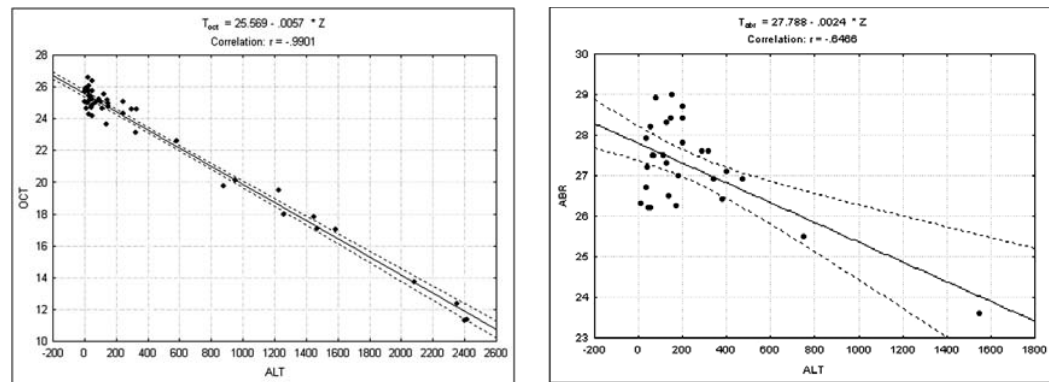 T_oct = 25.569 - .0057 * Z
Correlation: r = -.9901
28
26
24
22
20
18
16
14
12
10
OCT
-200 0 200 400 600 800 1000 1200 1400 1600 1800 2000 2200 2400 2600
ALT
T_abr = 27.788 - .0024 * Z
Correlation: r = -.6466
30
29
28
27
26
25
24
23
ABR
-200 0 200 400 600 800 1000 1200 1400 1600 1800
ALT